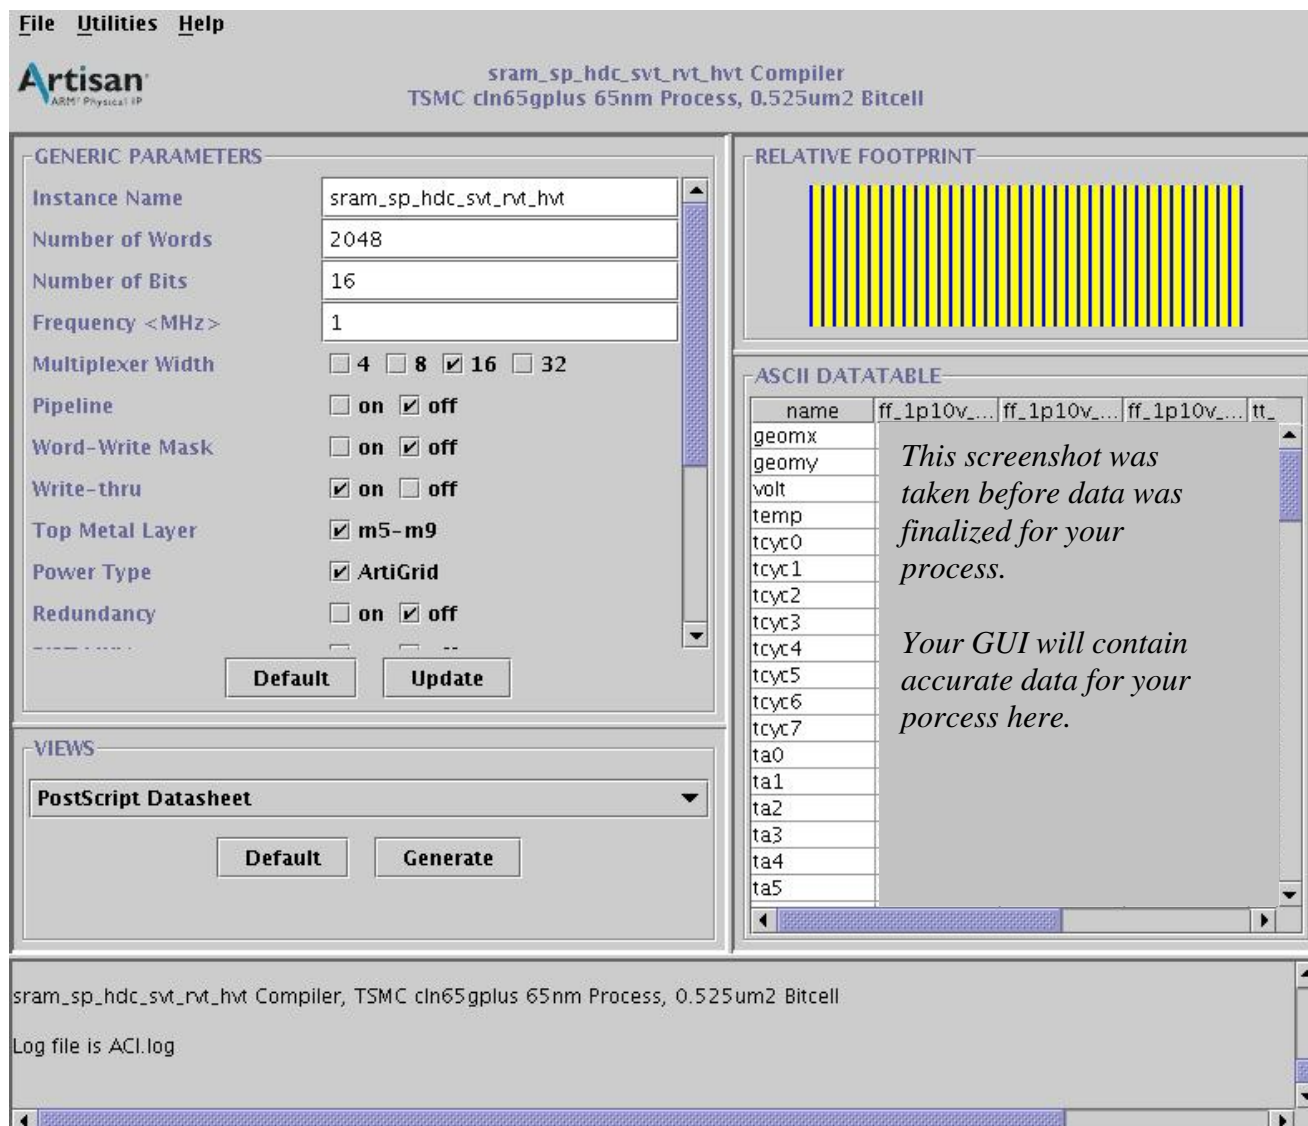 File Utilities Help
Artisan
ARM® Physical IP
sram_sp_hdc_svt_rvt_hvt Compiler
TSMC cln65gplus 65nm Process, 0.525um2 Bitcell
GENERIC PARAMETERS
Instance Name sram_sp_hdc_svt_rvt_hvt
Number of Words 2048
Number of Bits 16
Frequency <MHz> 1
Multiplexer Width 4 8 16 32
Pipeline on off
Word-Write Mask on off
Write-thru on off
Top Metal Layer m5-m9
Power Type ArtiGrid
Redundancy on off
Default Update
VIEWS
PostScript Datasheet
Default Generate
RELATIVE FOOTPRINT
ASCII DATATABLE
name ff_1p10v_... ff_1p10v_... ff_1p10v_... tt_
geomx
geomy
volt
temp
tcyc0
tcyc1
tcyc2
tcyc3
tcyc4
tcyc5
tcyc6
tcyc7
ta0
ta1
ta2
ta3
ta4
ta5
This screenshot was
taken before data was
finalized for your
process.
Your GUI will contain
accurate data for your
porcess here.
sram_sp_hdc_svt_rvt_hvt Compiler, TSMC cln65gplus 65nm Process, 0.525um2 Bitcell
Log file is ACI.log